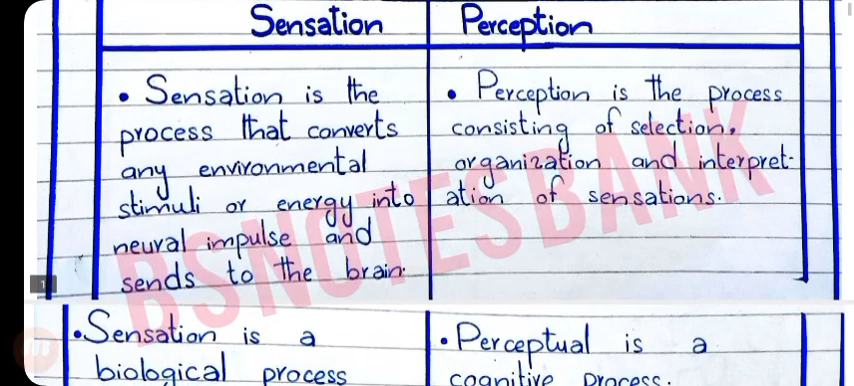 Sensation
Perception
• Sensation is the
process that converts
any environmental
stimuli or energy into
neural impulse and
sends to the brain.
• Perception is the process
consisting of selection,
organization and interpret-
ation of sensations.
BSNOTESBANK
1
• Sensation is a
biological process
• Perceptual is a
cognitive process.